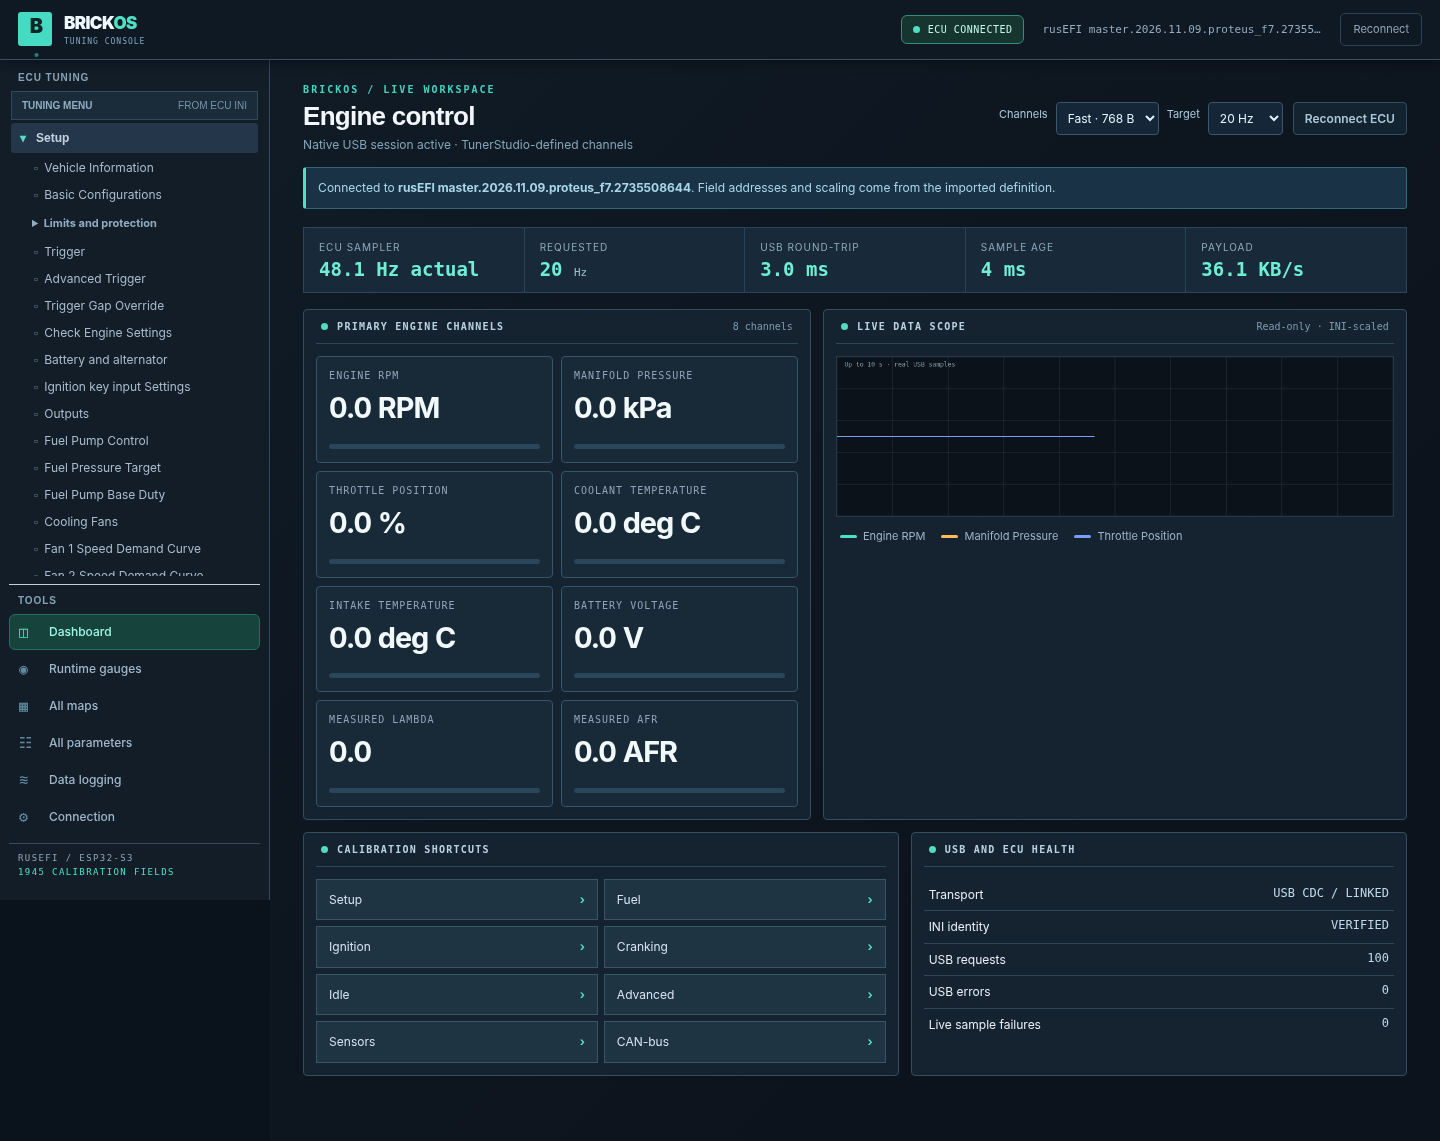 B
BRICKOS
TUNING CONSOLE
ECU CONNECTED
rusEFI master.2026.11.09.proteus_f7.27355…
Reconnect
ECU TUNING
TUNING MENU
FROM ECU INI
Setup
Vehicle Information
Basic Configurations
Limits and protection
Trigger
Advanced Trigger
Trigger Gap Override
Check Engine Settings
Battery and alternator
Ignition key input Settings
Outputs
Fuel Pump Control
Fuel Pressure Target
Fuel Pump Base Duty
Cooling Fans
Fan 1 Speed Demand Curve
Fan 2 Speed Demand Curve
TOOLS
Dashboard
Runtime gauges
All maps
All parameters
Data logging
Connection
RUSEFI / ESP32-S3
1945 CALIBRATION FIELDS
BRICKOS / LIVE WORKSPACE
Engine control
Native USB session active · TunerStudio-defined channels
Channels
Fast · 768 B
Target
20 Hz
Reconnect ECU
Connected to rusEFI master.2026.11.09.proteus_f7.2735508644. Field addresses and scaling come from the imported definition.
ECU SAMPLER
48.1 Hz actual
REQUESTED
20 Hz
USB ROUND-TRIP
3.0 ms
SAMPLE AGE
4 ms
PAYLOAD
36.1 KB/s
PRIMARY ENGINE CHANNELS
8 channels
ENGINE RPM
0.0 RPM
MANIFOLD PRESSURE
0.0 kPa
THROTTLE POSITION
0.0 %
COOLANT TEMPERATURE
0.0 deg C
INTAKE TEMPERATURE
0.0 deg C
BATTERY VOLTAGE
0.0 V
MEASURED LAMBDA
0.0
MEASURED AFR
0.0 AFR
LIVE DATA SCOPE
Read-only · INI-scaled
Up to 10 s · real USB samples
Engine RPM
Manifold Pressure
Throttle Position
CALIBRATION SHORTCUTS
Setup ›
Fuel ›
Ignition ›
Cranking ›
Idle ›
Advanced ›
Sensors ›
CAN-bus ›
USB AND ECU HEALTH
Transport
USB CDC / LINKED
INI identity
VERIFIED
USB requests
100
USB errors
0
Live sample failures
0